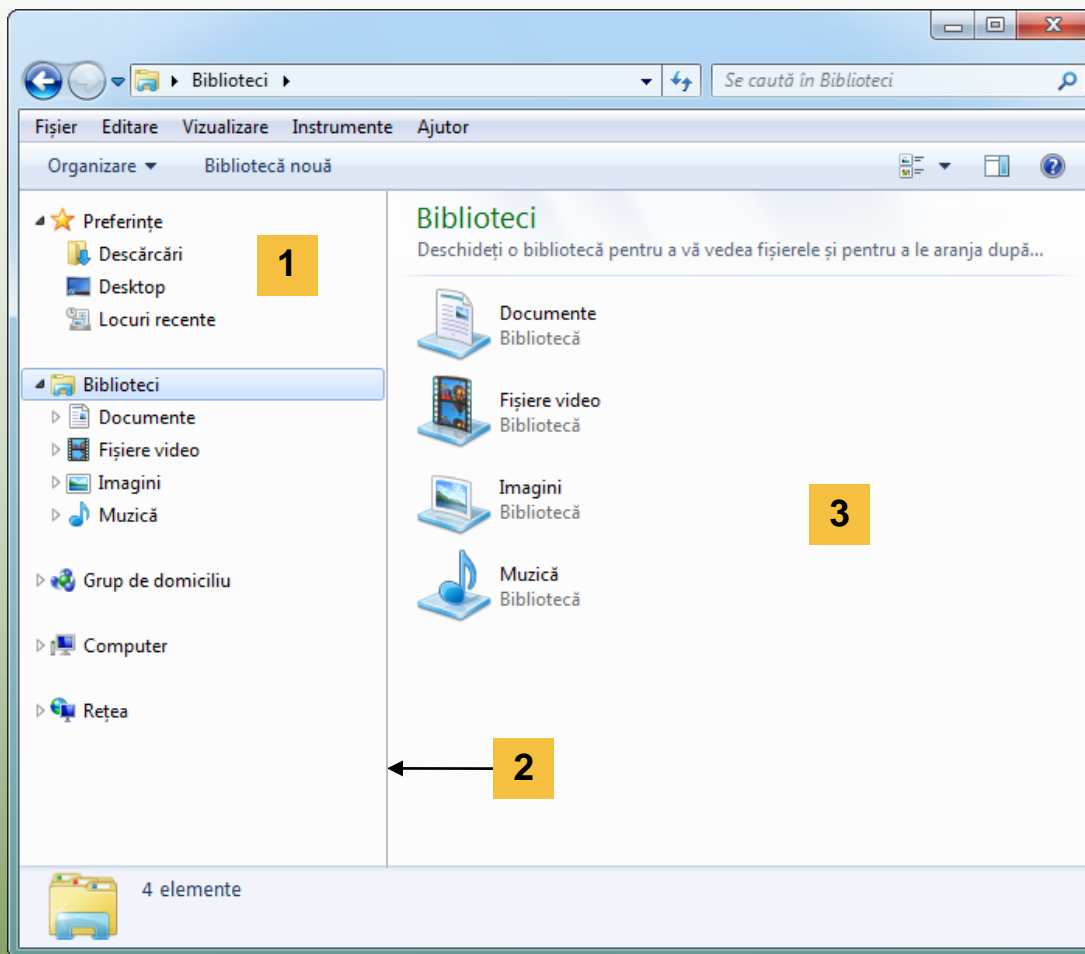 Biblioteci
Se caută în Biblioteci
Fișier Editare Vizualizare Instrumente Ajutor
Organizare Bibliotecă nouă
Preferințe
Descărcări
Desktop
Locuri recente
1
Biblioteci
Documente
Fișiere video
Imagini
Muzică
Grup de domiciliu
Computer
Rețea
2
Biblioteci
Deschideți o bibliotecă pentru a vă vedea fișierele și pentru a le aranja după...
Documente
Bibliotecă
Fișiere video
Bibliotecă
Imagini
Bibliotecă
Muzică
Bibliotecă
3
4 elemente